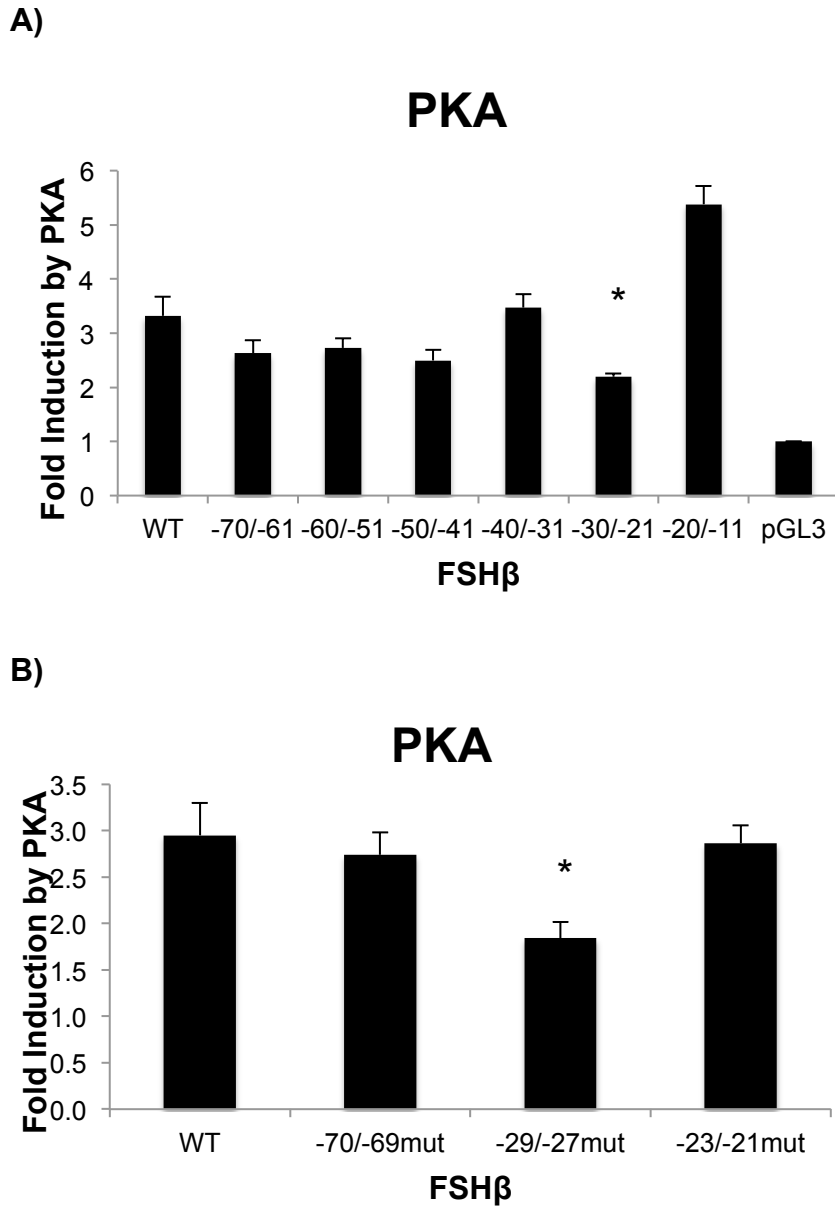 A)
PKA
Fold Induction by PKA
6
5
4
3
2
1
0
*
WT -70/-61 -60/-51 -50/-41 -40/-31 -30/-21 -20/-11 pGL3
FSHβ
B)
PKA
Fold Induction by PKA
3.5
3.0
2.5
2.0
1.5
1.0
0.5
0.0
*
WT -70/-69mut -29/-27mut -23/-21mut
FSHβ